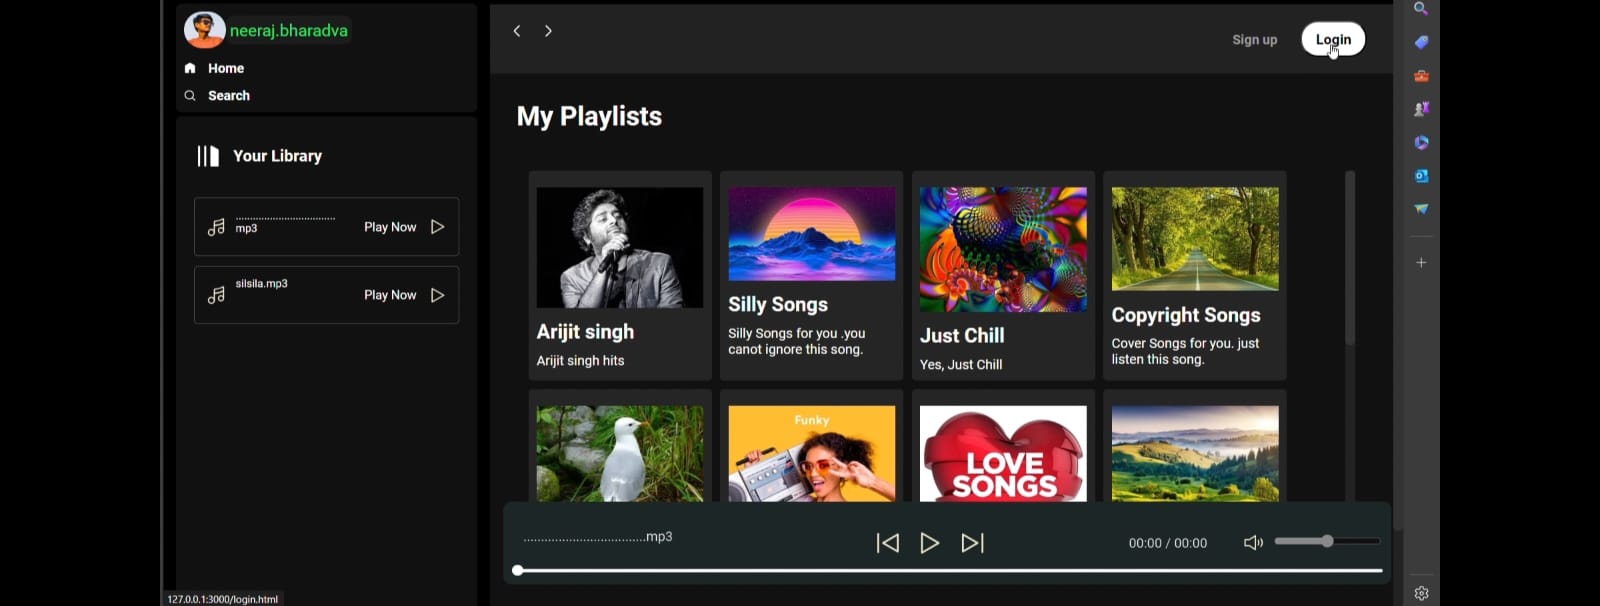 neeraj.bharadva
Home
Search
Your Library
..................................
mp3
Play Now
silsila.mp3
Play Now
Sign up
Login
My Playlists
Arijit singh
Arijit singh hits
Silly Songs
Silly Songs for you .you
canot ignore this song.
Just Chill
Yes, Just Chill
Copyright Songs
Cover Songs for you. just
listen this song.
Funky
LOVE
SONGS
..................................mp3
00:00 / 00:00
127.0.0.1:3000/login.html